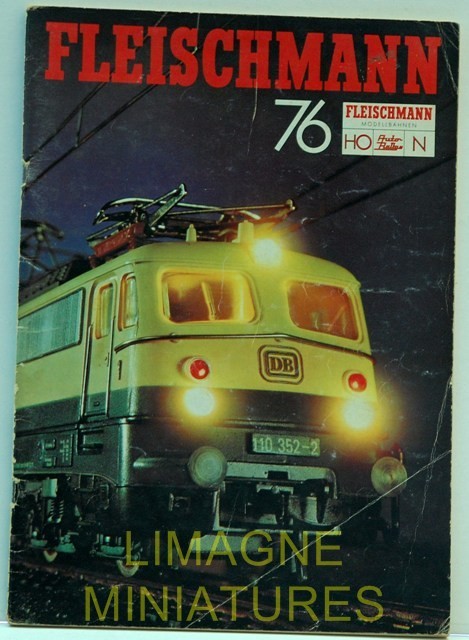 FLEISCHMANN
76
FLEISCHMANN
MODELLBAHNEN
HO Auto-Rallye N
DB
110 352-2
LIMAGNE
MINIATURES